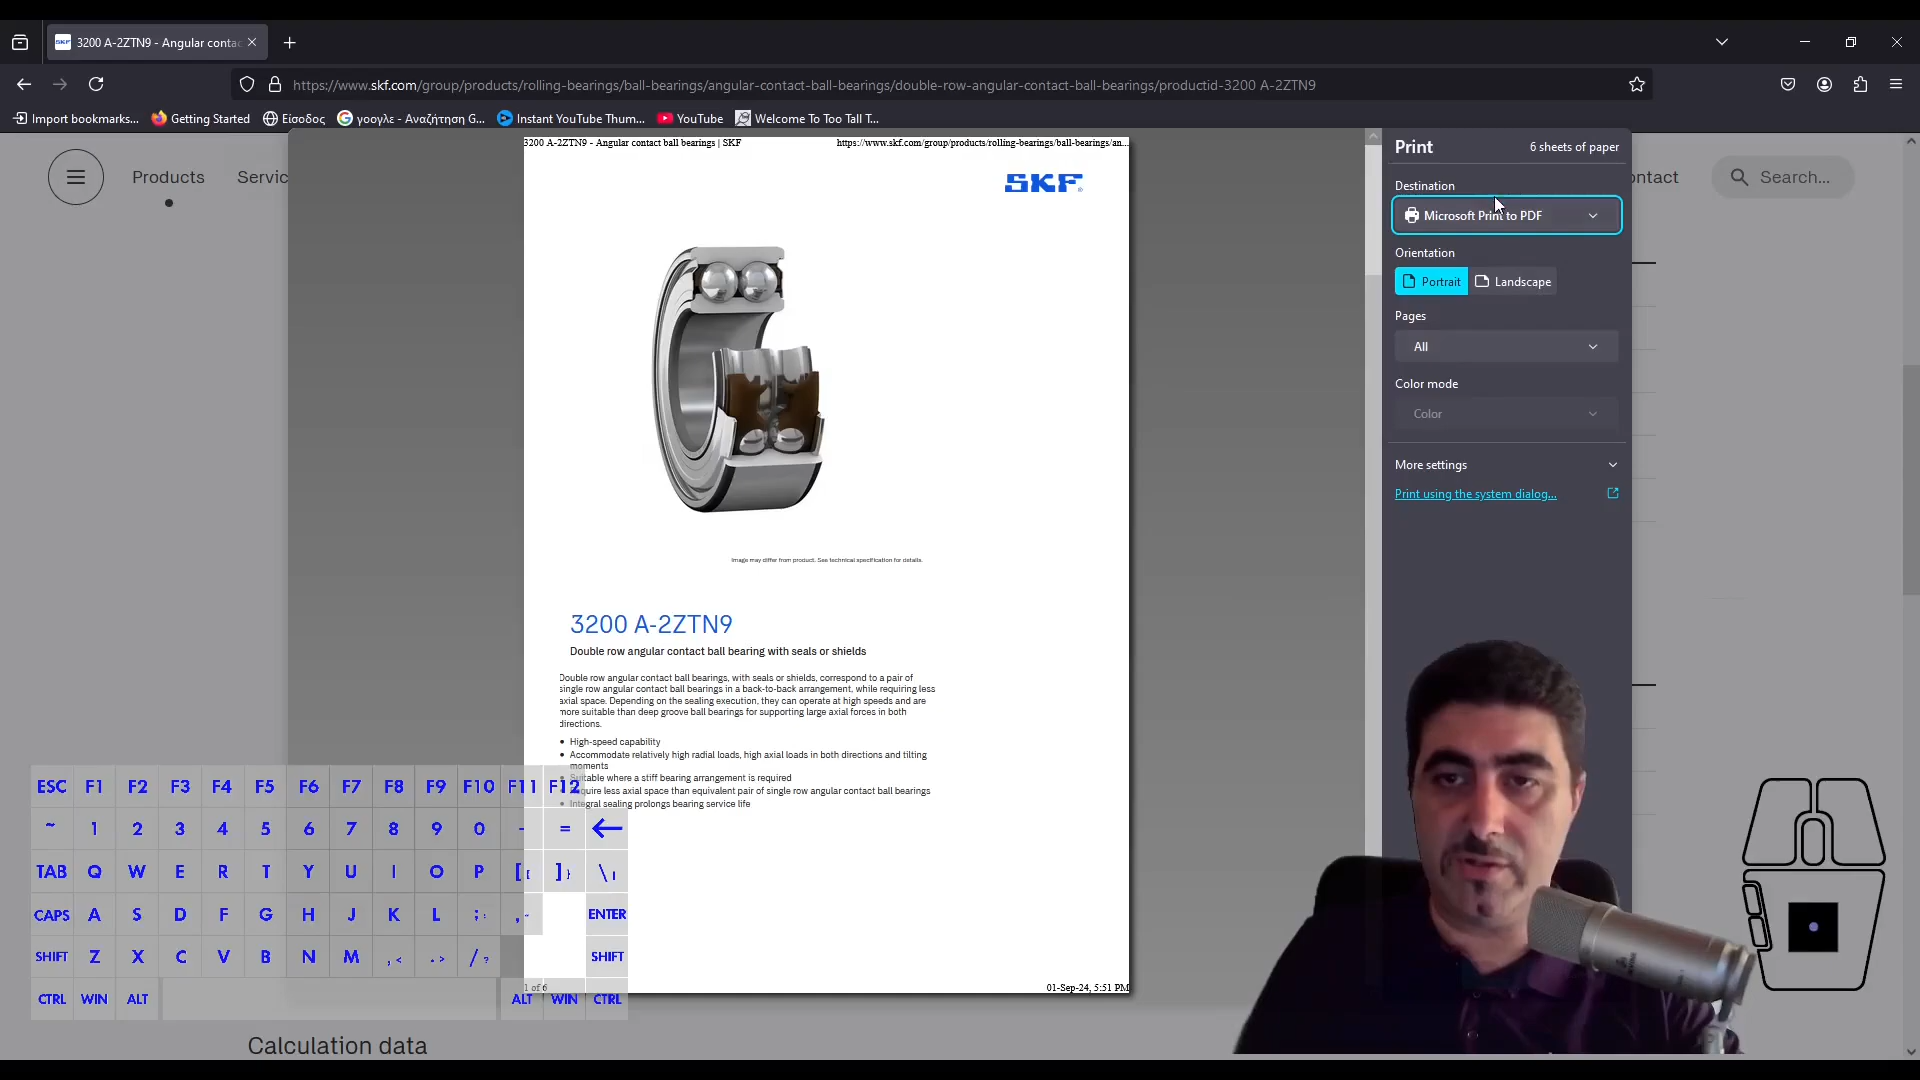 3200 A-2ZTN9 - Angular contac
https://www.skf.com/group/products/rolling-bearings/ball-bearings/angular-contact-ball-bearings/double-row-angular-contact-ball-bearings/productid-3200 A-2ZTN9
Import bookmarks...
Getting Started
Είσοδος
γοογλε - Αναζήτηση G...
Instant YouTube Thum...
YouTube
Welcome To Too Tall T...
Products
Servic
ontact
Search...
3200 A-2ZTN9 - Angular contact ball bearings | SKF
https://www.skf.com/group/products/rolling-bearings/ball-bearings/an...
SKF
Image may differ from product. See technical specification for details.
3200 A-2ZTN9
Double row angular contact ball bearing with seals or shields
Double row angular contact ball bearings, with seals or shields, correspond to a pair of
single row angular contact ball bearings in a back-to-back arrangement, while requiring less
axial space. Depending on the sealing execution, they can operate at high speeds and are
more suitable than deep groove ball bearings for supporting large axial forces in both
directions.
• High-speed capability
• Accommodate relatively high radial loads, high axial loads in both directions and tilting
moments
• Suitable where a stiff bearing arrangement is required
quire less axial space than equivalent pair of single row angular contact ball bearings
• Integral sealing prolongs bearing service life
1 of 6
01-Sep-24, 5:51 PM
Print
6 sheets of paper
Destination
Microsoft Print to PDF
Orientation
Portrait
Landscape
Pages
All
Color mode
Color
More settings
Print using the system dialog...
ESC F1 F2 F3 F4 F5 F6 F7 F8 F9 F10 F11 F12
~ 1 2 3 4 5 6 7 8 9 0 - = ←
TAB Q W E R T Y U I O P [{ ]} \|
CAPS A S D F G H J K L ;: ENTER
SHIFT Z X C V B N M ,< .> /? SHIFT
CTRL WIN ALT ALT WIN CTRL
Calculation data